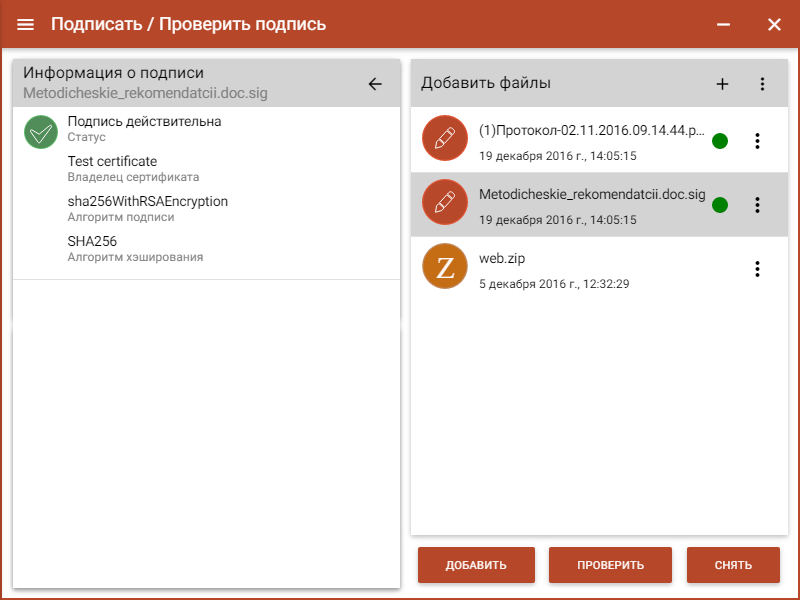 Подписать / Проверить подпись
Информация о подписи
Metodicheskie_rekomendatcii.doc.sig
Подпись действительна
Статус
Test certificate
Владелец сертификата
sha256WithRSAEncryption
Алгоритм подписи
SHA256
Алгоритм хэширования
Добавить файлы
(1)Протокол-02.11.2016.09.14.44.p...
19 декабря 2016 г., 14:05:15
Metodicheskie_rekomendatcii.doc.sig
19 декабря 2016 г., 14:05:15
Z
web.zip
5 декабря 2016 г., 12:32:29
ДОБАВИТЬ
ПРОВЕРИТЬ
СНЯТЬ